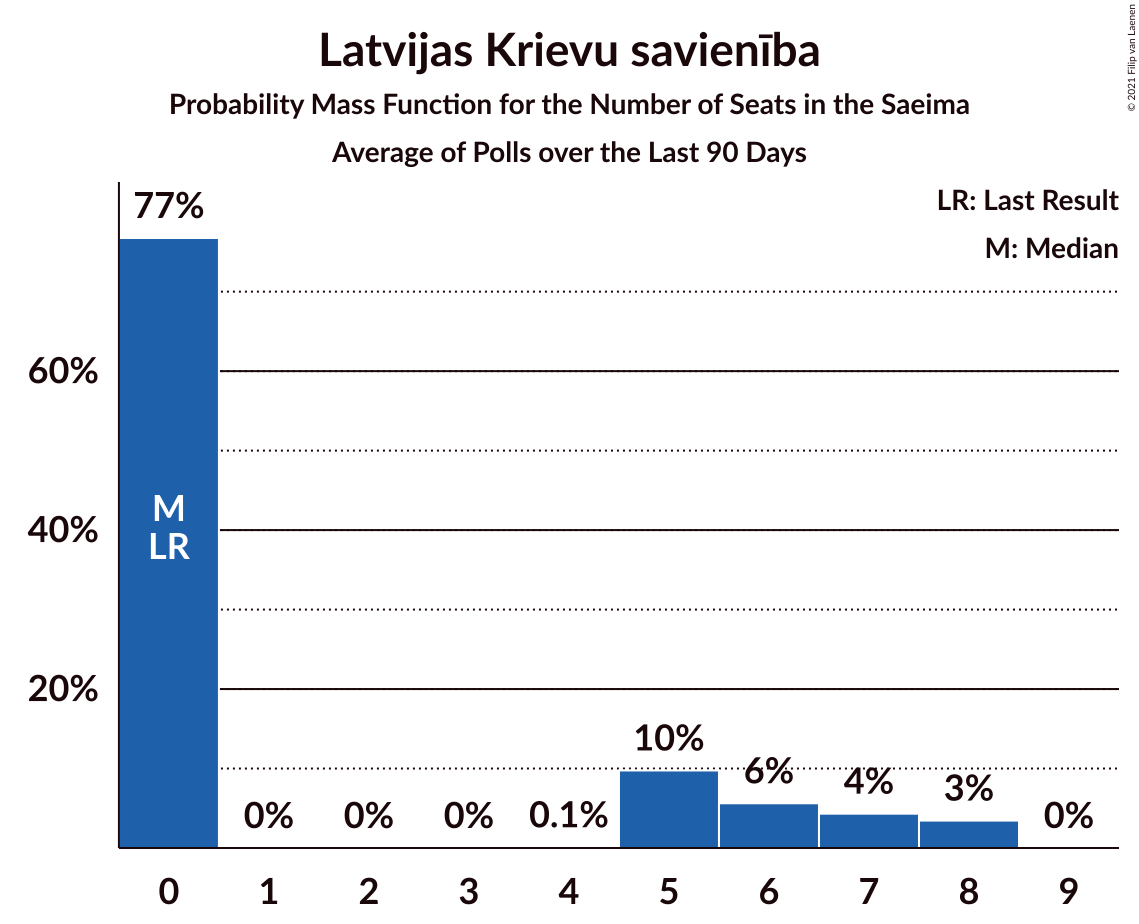 Latvijas Krievu savienība
Probability Mass Function for the Number of Seats in the Saeima
Average of Polls over the Last 90 Days
© 2021 Filip van Laenen
LR: Last Result
M: Median
77%
60%
40%
20%
M
LR
0% 0% 0% 0.1% 10% 6% 4% 3% 0%
0 1 2 3 4 5 6 7 8 9